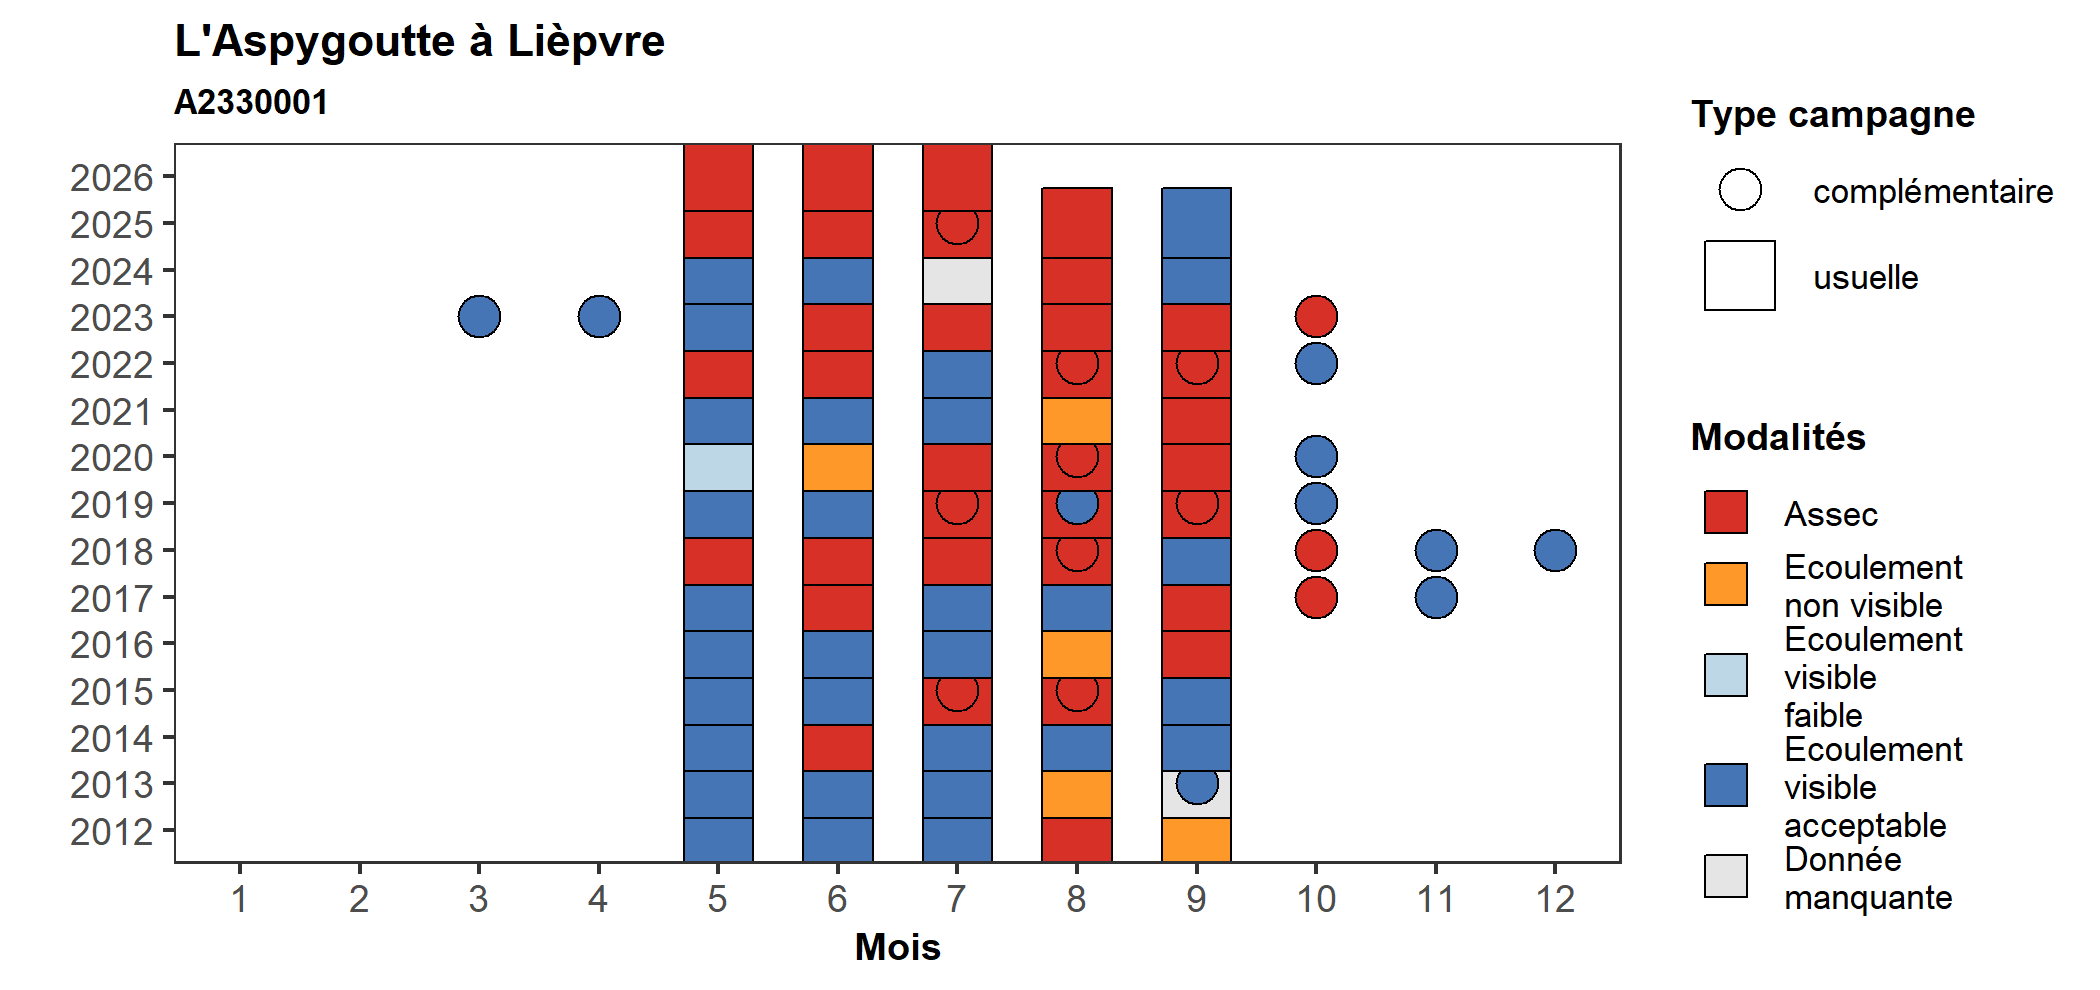 L'Aspygoutte à Lièpvre
A2330001
2026
2025
2024
2023
2022
2021
2020
2019
2018
2017
2016
2015
2014
2013
2012
1 2 3 4 5 6 7 8 9 10 11 12
Mois
Type campagne
complémentaire
usuelle
Modalités
Assec
Ecoulement
non visible
Ecoulement
visible
faible
Ecoulement
visible
acceptable
Donnée
manquante